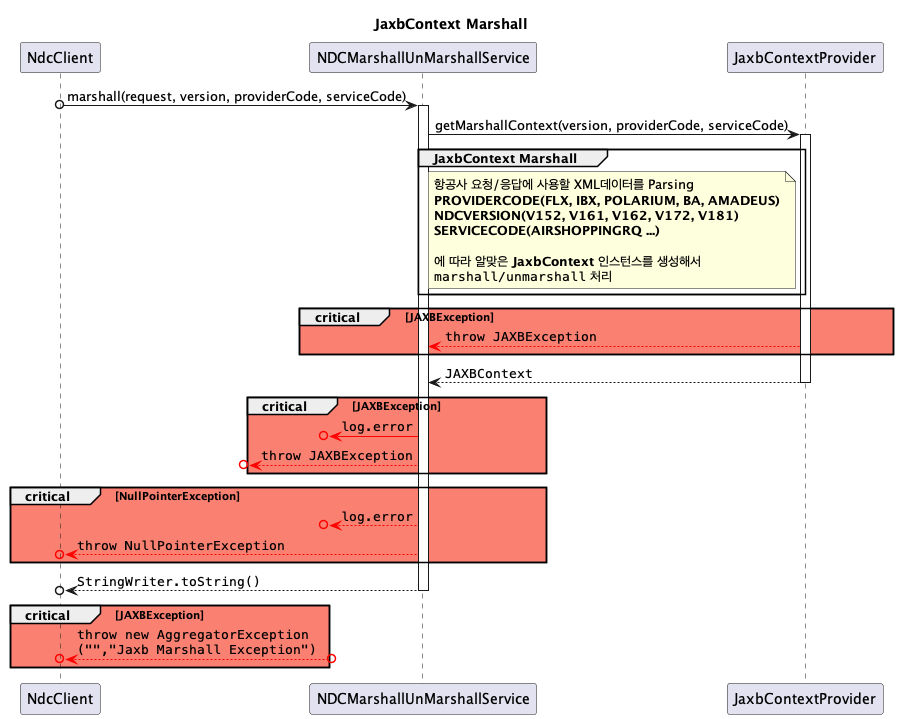 JaxbContext Marshall
NdcClient
NDCMarshallUnMarshallService
JaxbContextProvider
marshall(request, version, providerCode, serviceCode)
getMarshallContext(version, providerCode, serviceCode)
JaxbContext Marshall
항공사 요청/응답에 사용할 XML데이터를 Parsing
PROVIDERCODE(FLX, IBX, POLARIUM, BA, AMADEUS)
NDCVERSION(V152, V161, V162, V172, V181)
SERVICECODE(AIRSHOPPINGRQ ...)
에 따라 알맞은 JaxbContext 인스턴스를 생성해서
marshall/unmarshall 처리
critical [JAXBException]
throw JAXBException
JAXBContext
critical [JAXBException]
log.error
throw JAXBException
critical [NullPointerException]
log.error
throw NullPointerException
StringWriter.toString()
critical [JAXBException]
throw new AggregatorException
("","Jaxb Marshall Exception")
NdcClient
NDCMarshallUnMarshallService
JaxbContextProvider